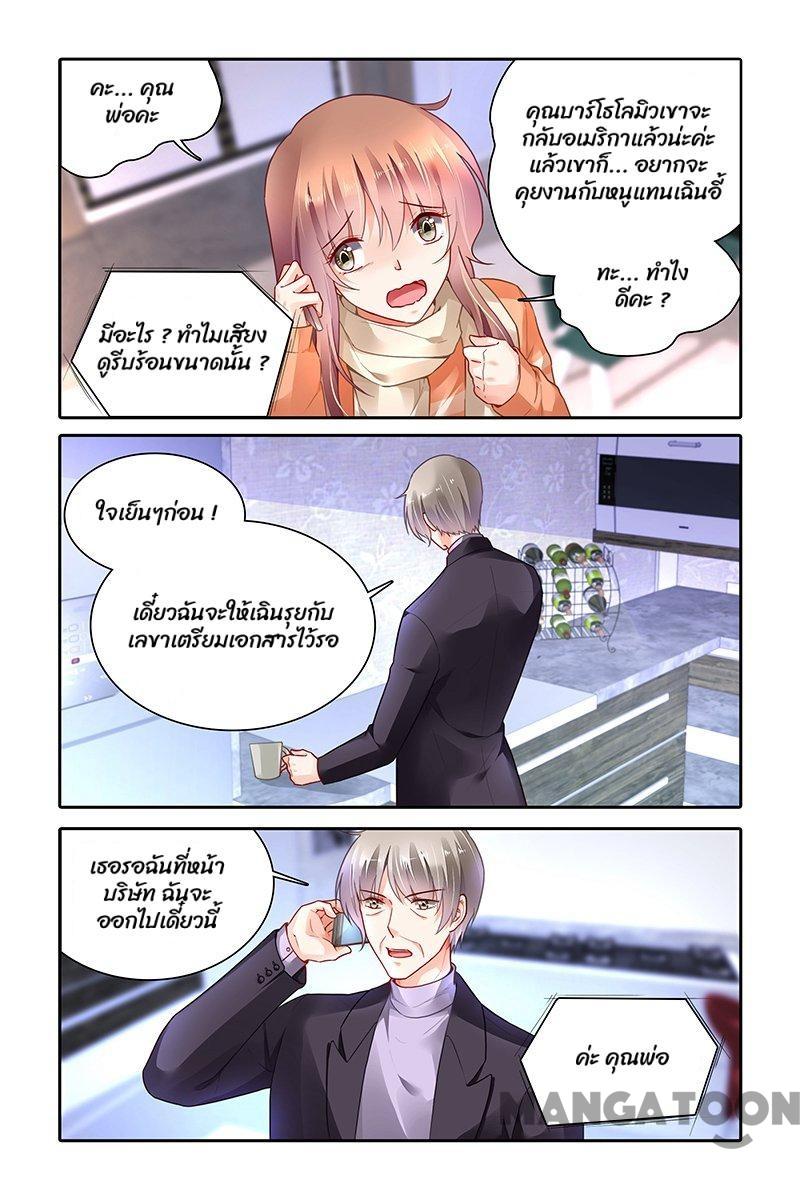 คะ... คุณ
พ่อคะ
มีอะไร ? ทำไมเสียง
ดูรีบร้อนขนาดนั้น ?
คุณบาร์โธโลมิวเขาจะ
กลับอเมริกาแล้วน่ะค่ะ
แล้วเขาก็... อยากจะ
คุยงานกับหนูแทนเฉินอี้
ทะ... ทำไง
ดีคะ ?
ใจเย็นๆก่อน !
เดี๋ยวฉันจะให้เฉินรุยกับ
เลขาเตรียมเอกสารไว้รอ
เธอรอฉันที่หน้า
บริษัท ฉันจะ
ออกไปเดี๋ยวนี้
ค่ะ คุณพ่อ
MANGATOON